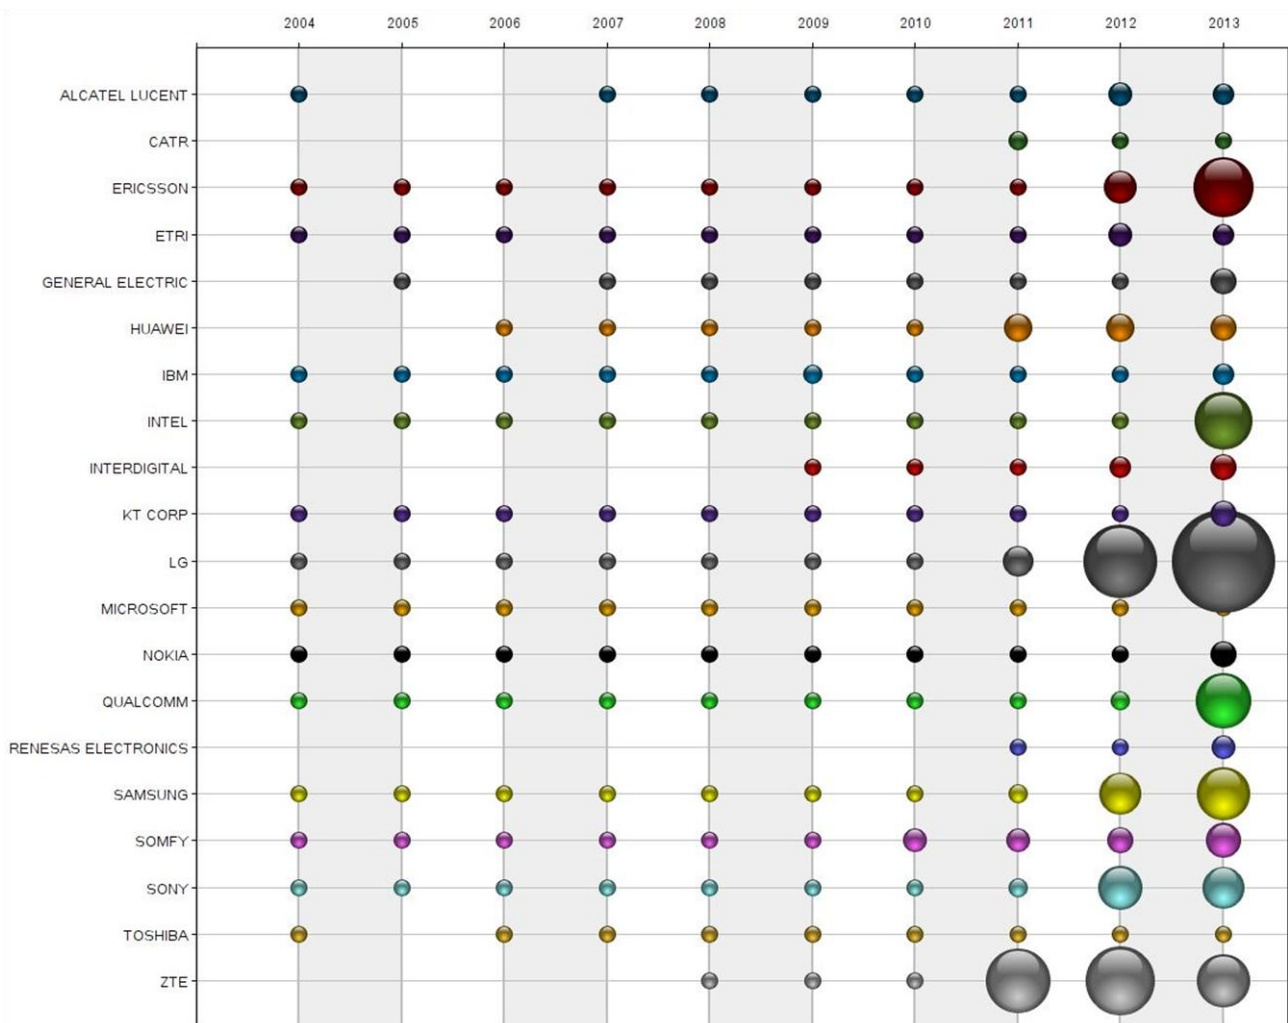 2004 2005 2006 2007 2008 2009 2010 2011 2012 2013
ALCATEL LUCENT
CATR
ERICSSON
ETRI
GENERAL ELECTRIC
HUAWEI
IBM
INTEL
INTERDIGITAL
KT CORP
LG
MICROSOFT
NOKIA
QUALCOMM
RENESAS ELECTRONICS
SAMSUNG
SOMFY
SONY
TOSHIBA
ZTE